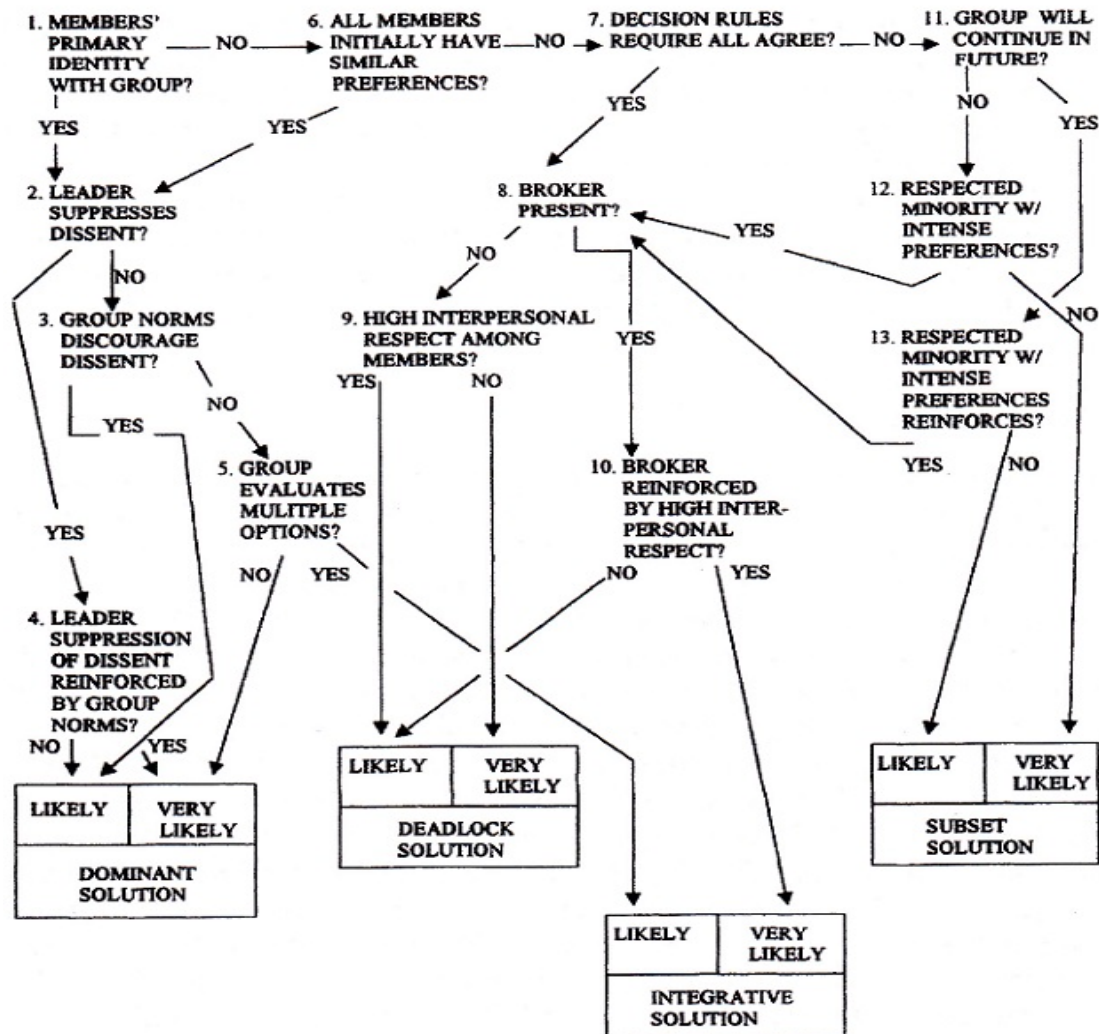 1. MEMBERS'
PRIMARY
IDENTITY
WITH GROUP?
NO
6. ALL MEMBERS
INITIALLY HAVE
SIMILAR
PREFERENCES?
NO
7. DECISION RULES
REQUIRE ALL AGREE?
NO
11. GROUP WILL
CONTINUE IN
FUTURE?
YES
YES
YES
NO
YES
2. LEADER
SUPPRESSES
DISSENT?
8. BROKER
PRESENT?
YES
12. RESPECTED
MINORITY W/
INTENSE
PREFERENCES?
NO
NO
3. GROUP NORMS
DISCOURAGE
DISSENT?
9. HIGH INTERPERSONAL
RESPECT AMONG
MEMBERS?
YES
NO
YES
NO
13. RESPECTED
MINORITY W/
INTENSE
PREFERENCES
REINFORCES?
YES
NO
YES
NO
5. GROUP
EVALUATES
MULITPLE
OPTIONS?
10. BROKER
REINFORCED
BY HIGH INTER-
PERSONAL
RESPECT?
YES
NO
YES
NO
YES
4. LEADER
SUPPRESSION
OF DISSENT
REINFORCED
BY GROUP
NORMS?
NO
YES
LIKELY
VERY
LIKELY
DOMINANT
SOLUTION
LIKELY
VERY
LIKELY
DEADLOCK
SOLUTION
LIKELY
VERY
LIKELY
SUBSET
SOLUTION
LIKELY
VERY
LIKELY
INTEGRATIVE
SOLUTION